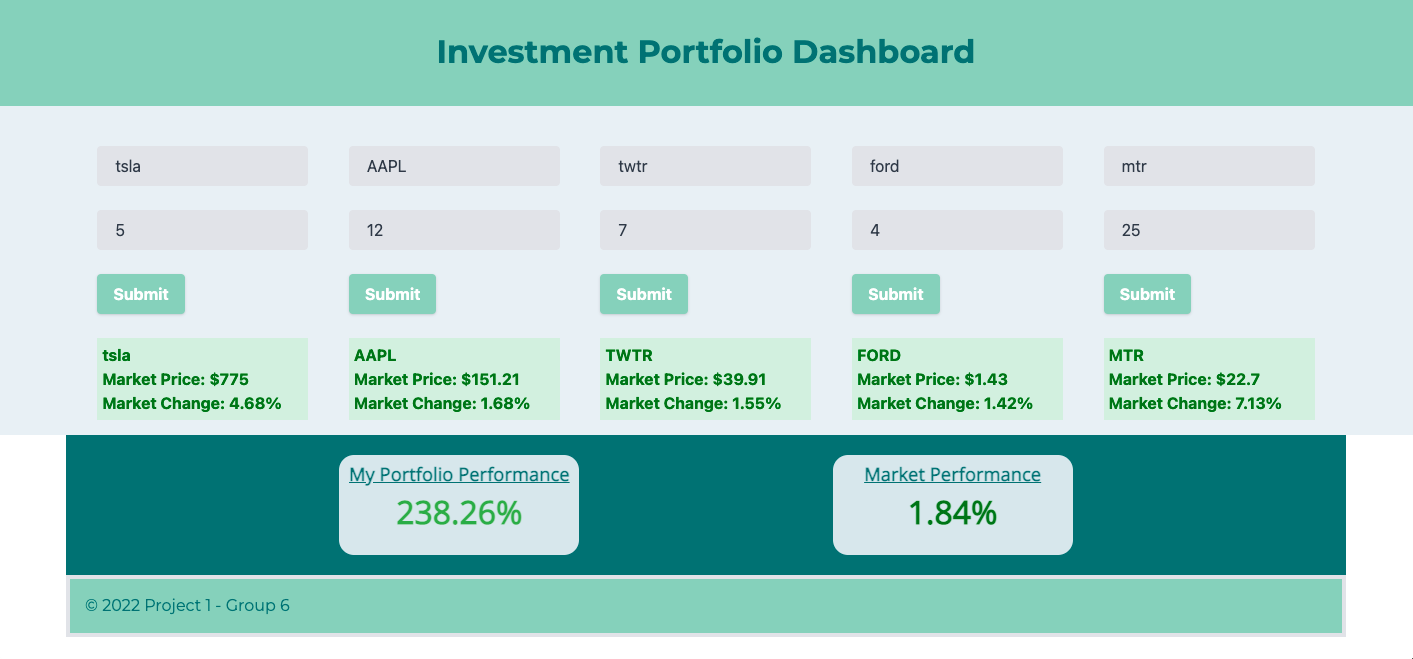 Investment Portfolio Dashboard
tsla
AAPL
twtr
ford
mtr
5
12
7
4
25
Submit
Submit
Submit
Submit
Submit
tsla
Market Price: $775
Market Change: 4.68%
AAPL
Market Price: $151.21
Market Change: 1.68%
TWTR
Market Price: $39.91
Market Change: 1.55%
FORD
Market Price: $1.43
Market Change: 1.42%
MTR
Market Price: $22.7
Market Change: 7.13%
My Portfolio Performance
238.26%
Market Performance
1.84%
© 2022 Project 1 - Group 6